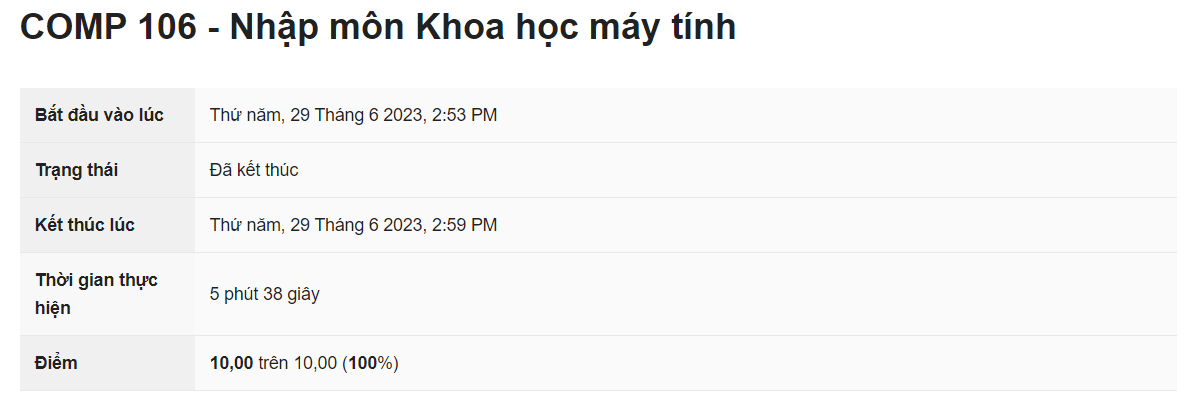 COMP 106 - Nhập môn Khoa học máy tính
Bắt đầu vào lúc Thứ năm, 29 Tháng 6 2023, 2:53 PM
Trạng thái Đã kết thúc
Kết thúc lúc Thứ năm, 29 Tháng 6 2023, 2:59 PM
Thời gian thực
hiện
5 phút 38 giây
Điểm 10,00 trên 10,00 (100%)